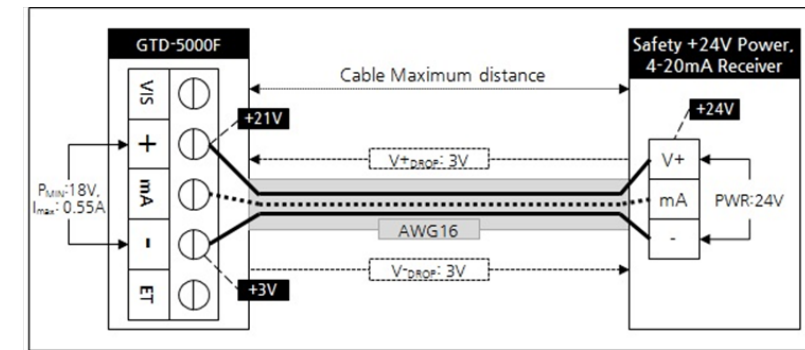 GTD-5000F
Safety +24V Power,
4-20mA Receiver
Cable Maximum distance
VIS
+21V
+24V
+
V+DROP: 3V
V+
PMIN:18V,
Imax: 0.55A
mA
mA
PWR:24V
AWG16
-
-
V-DROP: 3V
+3V
ET